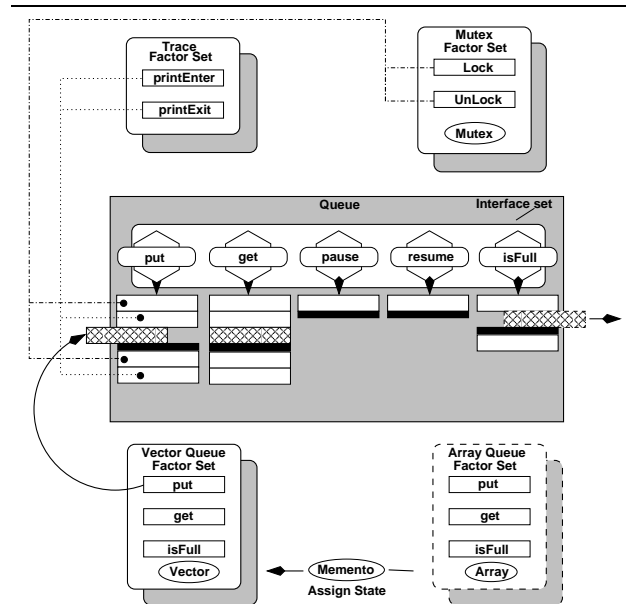 Trace
Factor Set
printEnter
printExit
Mutex
Factor Set
Lock
UnLock
Mutex
Queue
Interface set
put
get
pause
resume
isFull
Vector Queue
Factor Set
put
get
isFull
Vector
Memento
Assign State
Array Queue
Factor Set
put
get
isFull
Array